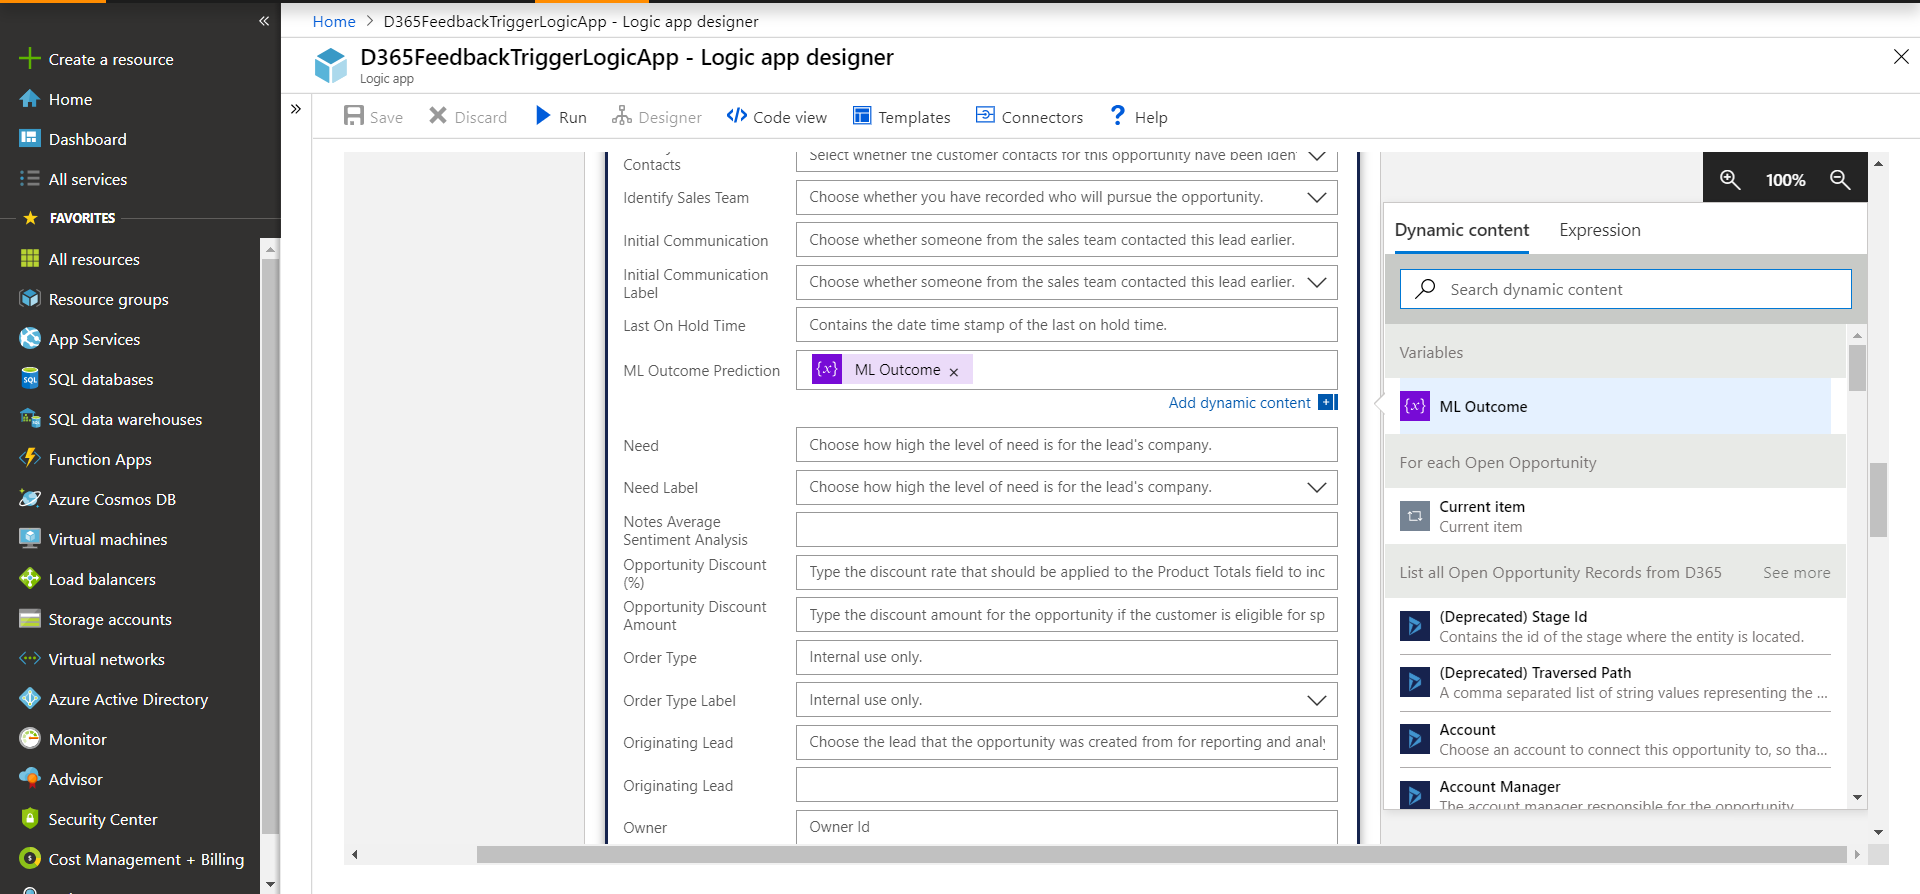 Home > D365FeedbackTriggerLogicApp - Logic app designer
D365FeedbackTriggerLogicApp - Logic app designer
Logic app
Create a resource
Home
Dashboard
All services
FAVORITES
All resources
Resource groups
App Services
SQL databases
SQL data warehouses
Function Apps
Azure Cosmos DB
Virtual machines
Load balancers
Storage accounts
Virtual networks
Azure Active Directory
Monitor
Advisor
Security Center
Cost Management + Billing
Save Discard Run Designer Code view Templates Connectors Help
Contacts
Select whether the customer contacts for this opportunity have been iden
Identify Sales Team
Choose whether you have recorded who will pursue the opportunity.
Initial Communication
Choose whether someone from the sales team contacted this lead earlier.
Initial Communication
Label
Choose whether someone from the sales team contacted this lead earlier.
Last On Hold Time
Contains the date time stamp of the last on hold time.
ML Outcome Prediction
{x} ML Outcome ×
Add dynamic content
Need
Choose how high the level of need is for the lead's company.
Need Label
Choose how high the level of need is for the lead's company.
Notes Average
Sentiment Analysis
Opportunity Discount
(%)
Type the discount rate that should be applied to the Product Totals field to inc
Opportunity Discount
Amount
Type the discount amount for the opportunity if the customer is eligible for sp
Order Type
Internal use only.
Order Type Label
Internal use only.
Originating Lead
Choose the lead that the opportunity was created from for reporting and analy
Originating Lead
Owner
Owner Id
100%
Dynamic content Expression
Search dynamic content
Variables
{x} ML Outcome
For each Open Opportunity
Current item
Current item
List all Open Opportunity Records from D365 See more
(Deprecated) Stage Id
Contains the id of the stage where the entity is located.
(Deprecated) Traversed Path
A comma separated list of string values representing the ...
Account
Choose an account to connect this opportunity to, so tha...
Account Manager
The account manager responsible for the opportunity